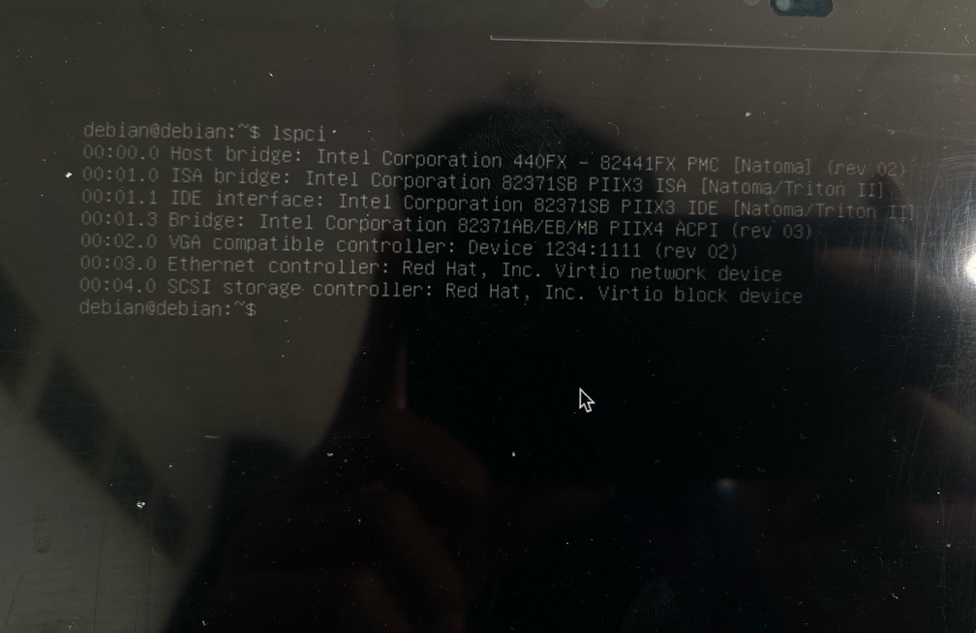 debian@debian:~$ lspci
00:00.0 Host bridge: Intel Corporation 440FX - 82441FX PMC [Natoma] (rev 02)
00:01.0 ISA bridge: Intel Corporation 82371SB PIIX3 ISA [Natoma/Triton II]
00:01.1 IDE interface: Intel Corporation 82371SB PIIX3 IDE [Natoma/Triton II]
00:01.3 Bridge: Intel Corporation 82371AB/EB/MB PIIX4 ACPI (rev 03)
00:02.0 VGA compatible controller: Device 1234:1111 (rev 02)
00:03.0 Ethernet controller: Red Hat, Inc. Virtio network device
00:04.0 SCSI storage controller: Red Hat, Inc. Virtio block device
debian@debian:~$